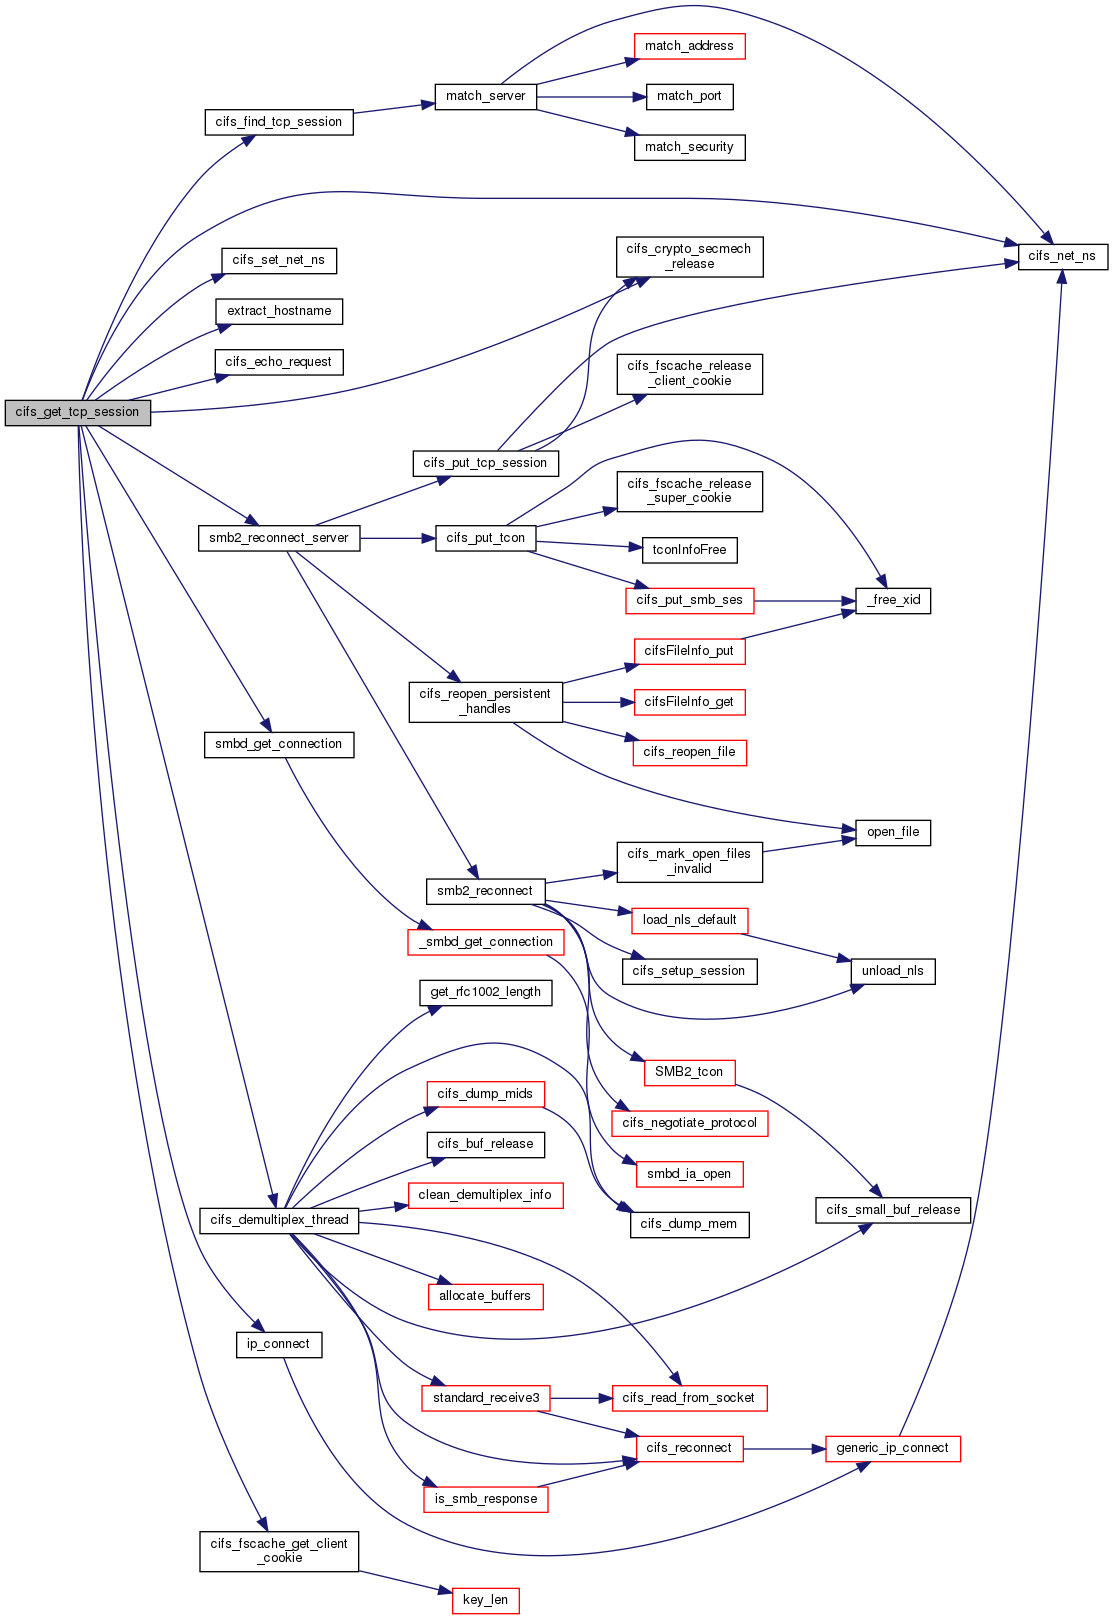 match_address
match_server
match_port
cifs_find_tcp_session
match_security
cifs_set_net_ns
cifs_crypto_secmech
_release
cifs_net_ns
extract_hostname
cifs_echo_request
cifs_fscache_release
_client_cookie
cifs_get_tcp_session
cifs_put_tcp_session
cifs_fscache_release
_super_cookie
smb2_reconnect_server
cifs_put_tcon
tconInfoFree
cifs_put_smb_ses
_free_xid
cifsFileInfo_put
cifs_reopen_persistent
_handles
cifsFileInfo_get
smbd_get_connection
cifs_reopen_file
open_file
cifs_mark_open_files
_invalid
smb2_reconnect
load_nls_default
_smbd_get_connection
cifs_setup_session
unload_nls
get_rfc1002_length
SMB2_tcon
cifs_dump_mids
cifs_negotiate_protocol
cifs_buf_release
smbd_ia_open
clean_demultiplex_info
cifs_small_buf_release
cifs_demultiplex_thread
cifs_dump_mem
allocate_buffers
ip_connect
standard_receive3
cifs_read_from_socket
cifs_reconnect
generic_ip_connect
is_smb_response
cifs_fscache_get_client
_cookie
key_len